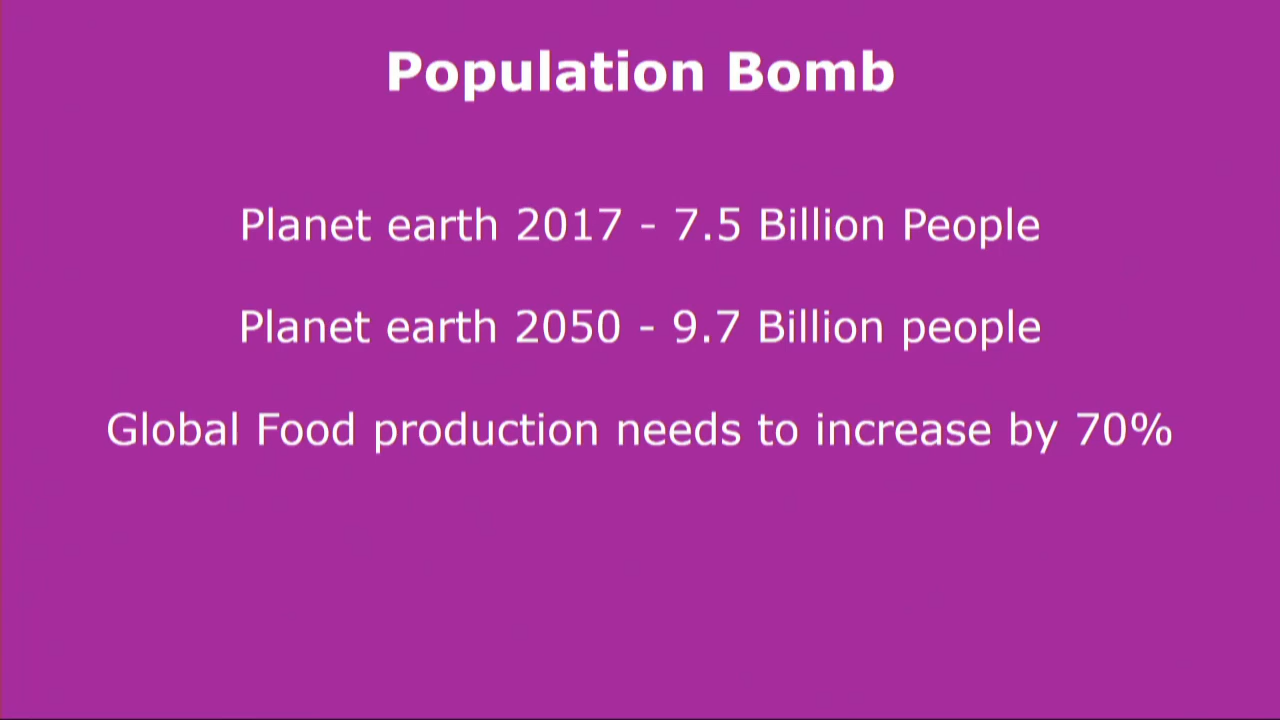 Population Bomb
Planet earth 2017 - 7.5 Billion People
Planet earth 2050 - 9.7 Billion people
Global Food production needs to increase by 70%